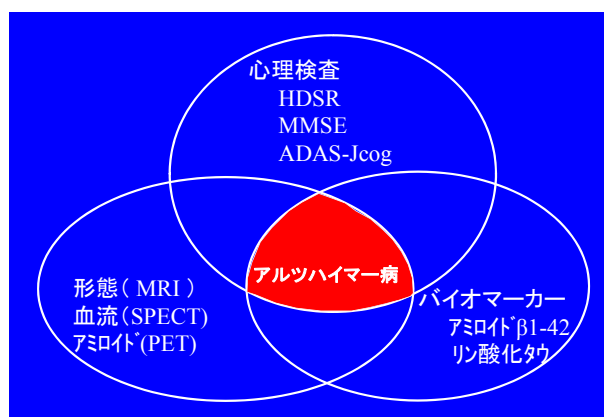 心理検査
HDSR
MMSE
ADAS-Jcog
アルツハイマー病
形態( MRI )
血流(SPECT)
アミロイド(PET)
バイオマーカー
アミロイドβ1-42
リン酸化タウ